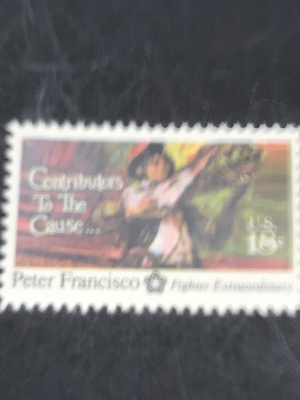 Contributors
To The
Cause...
U.S.
18c
Peter Francisco Fighter Extraordinary